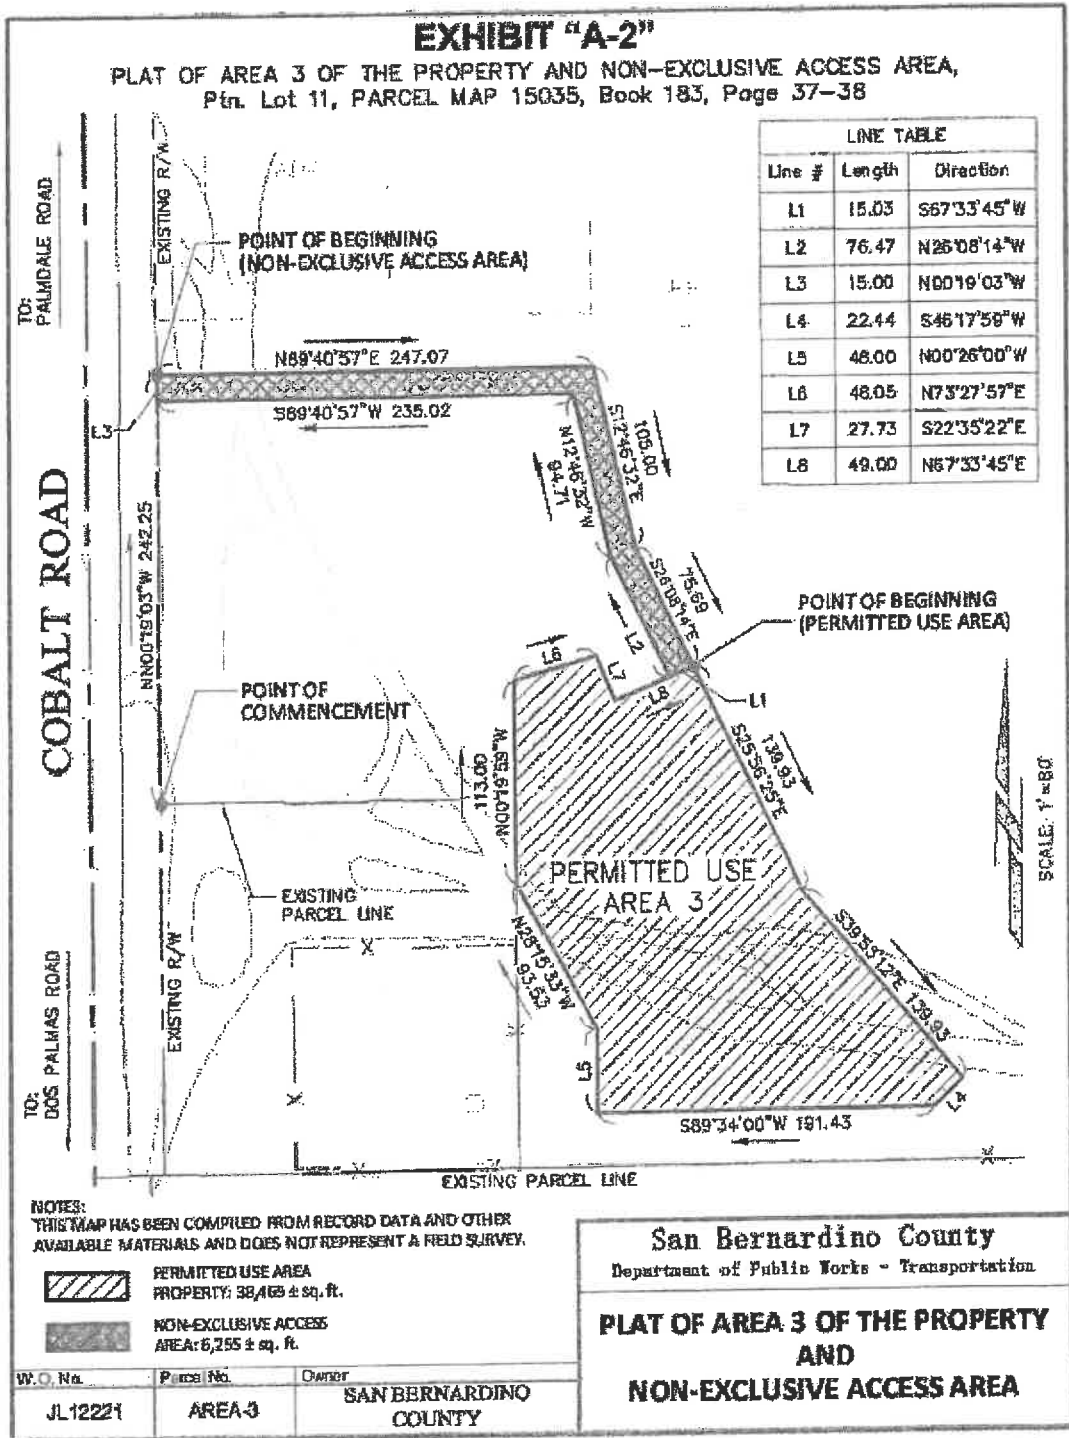 EXHIBIT "A-2"
PLAT OF AREA 3 OF THE PROPERTY AND NON-EXCLUSIVE ACCESS AREA,
Ptn. Lot 11, PARCEL MAP 15035, Book 183, Page 37-38
LINE TABLE
Line # Length Direction
L1 15.03 S67°33'45"W
L2 76.47 N26°08'14"W
L3 15.00 N00°19'03"W
L4 22.44 S46°17'59"W
L5 48.00 N00°26'00"W
L6 48.05 N73°27'57"E
L7 27.73 S22°35'22"E
L8 49.00 N67°33'45"E
TO:
PALMDALE ROAD
EXISTING R/W
POINT OF BEGINNING
(NON-EXCLUSIVE ACCESS AREA)
N89°40'57"E 247.07
S89°40'57"W 235.02
L3
105.00
S12°46'32"E
N12°46'32"W
94.71
COBALT ROAD
NN00°19'03"W 242.25
75.69
S26°08'14"E
L2
POINT OF BEGINNING
(PERMITTED USE AREA)
L6
L7
L8
L1
POINT OF
COMMENCEMENT
113.00
N00°19'59"W
139.93
S25°56'25"E
SCALE: 1"=80'
PERMITTED USE
AREA 3
EXISTING
PARCEL LINE
N28°15'33"W
93.53
S39°53'12"E 139.93
EXISTING R/W
TO:
DOS PALMAS ROAD
L5
L4
S89°34'00"W 191.43
EXISTING PARCEL LINE
NOTES:
THIS MAP HAS BEEN COMPILED FROM RECORD DATA AND OTHER
AVAILABLE MATERIALS AND DOES NOT REPRESENT A FIELD SURVEY.
PERMITTED USE AREA
PROPERTY: 38,465 ± sq. ft.
NON-EXCLUSIVE ACCESS
AREA: 6,255 ± sq. ft.
San Bernardino County
Department of Public Works - Transportation
PLAT OF AREA 3 OF THE PROPERTY
AND
NON-EXCLUSIVE ACCESS AREA
W.O. No. Parcel No. Owner
JL12221 AREA-3 SAN BERNARDINO
COUNTY